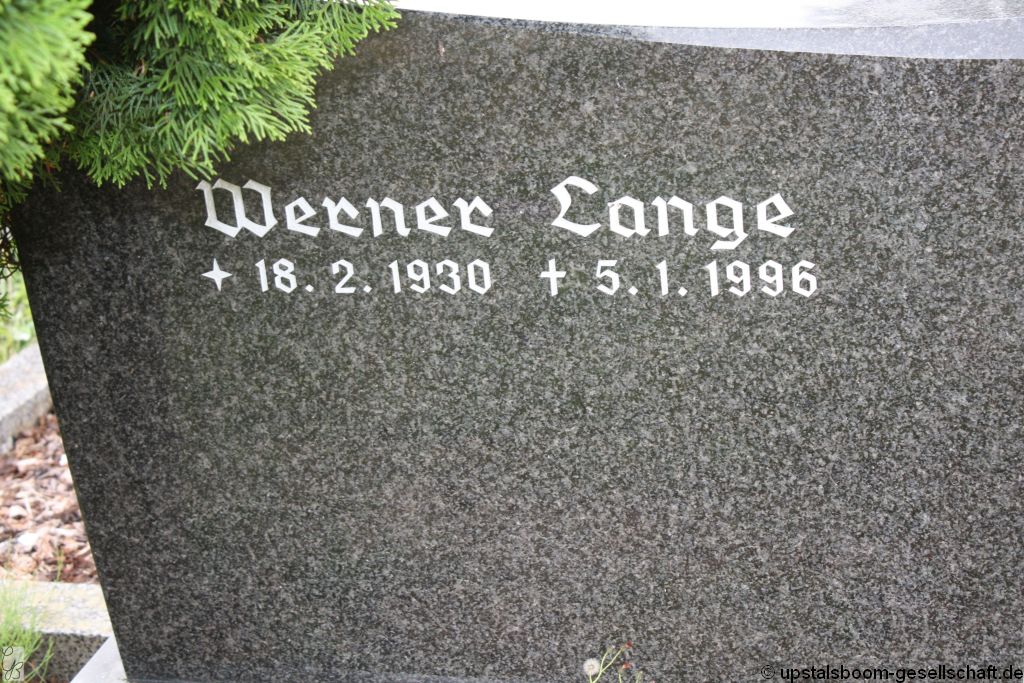 Werner Lange
✦ 18. 2. 1930 † 5. 1. 1996
© upstalsboom-gesellschaft.de